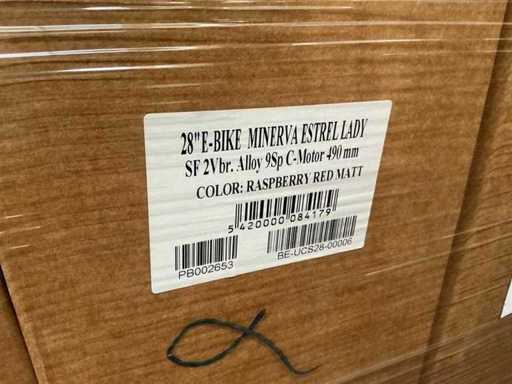 28"E-BIKE MINERVA ESTREL LADY
SF 2Vbr. Alloy 9Sp C-Motor 490 mm
COLOR: RASPBERRY RED MATT
5 420000 084179
PB002653
BE-UCS28-00006